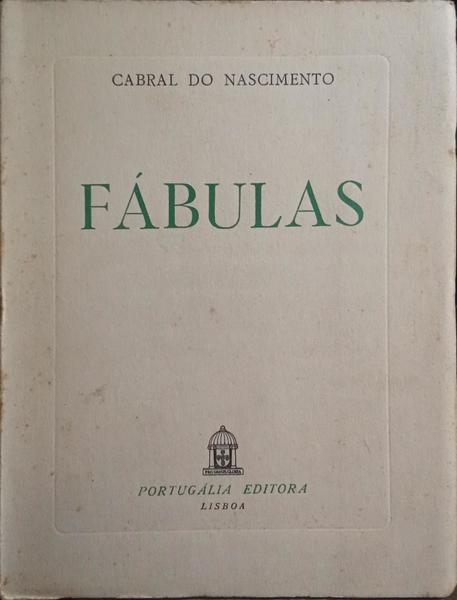 CABRAL DO NASCIMENTO
FÁBULAS
PORTUGÁLIA EDITORA
LISBOA